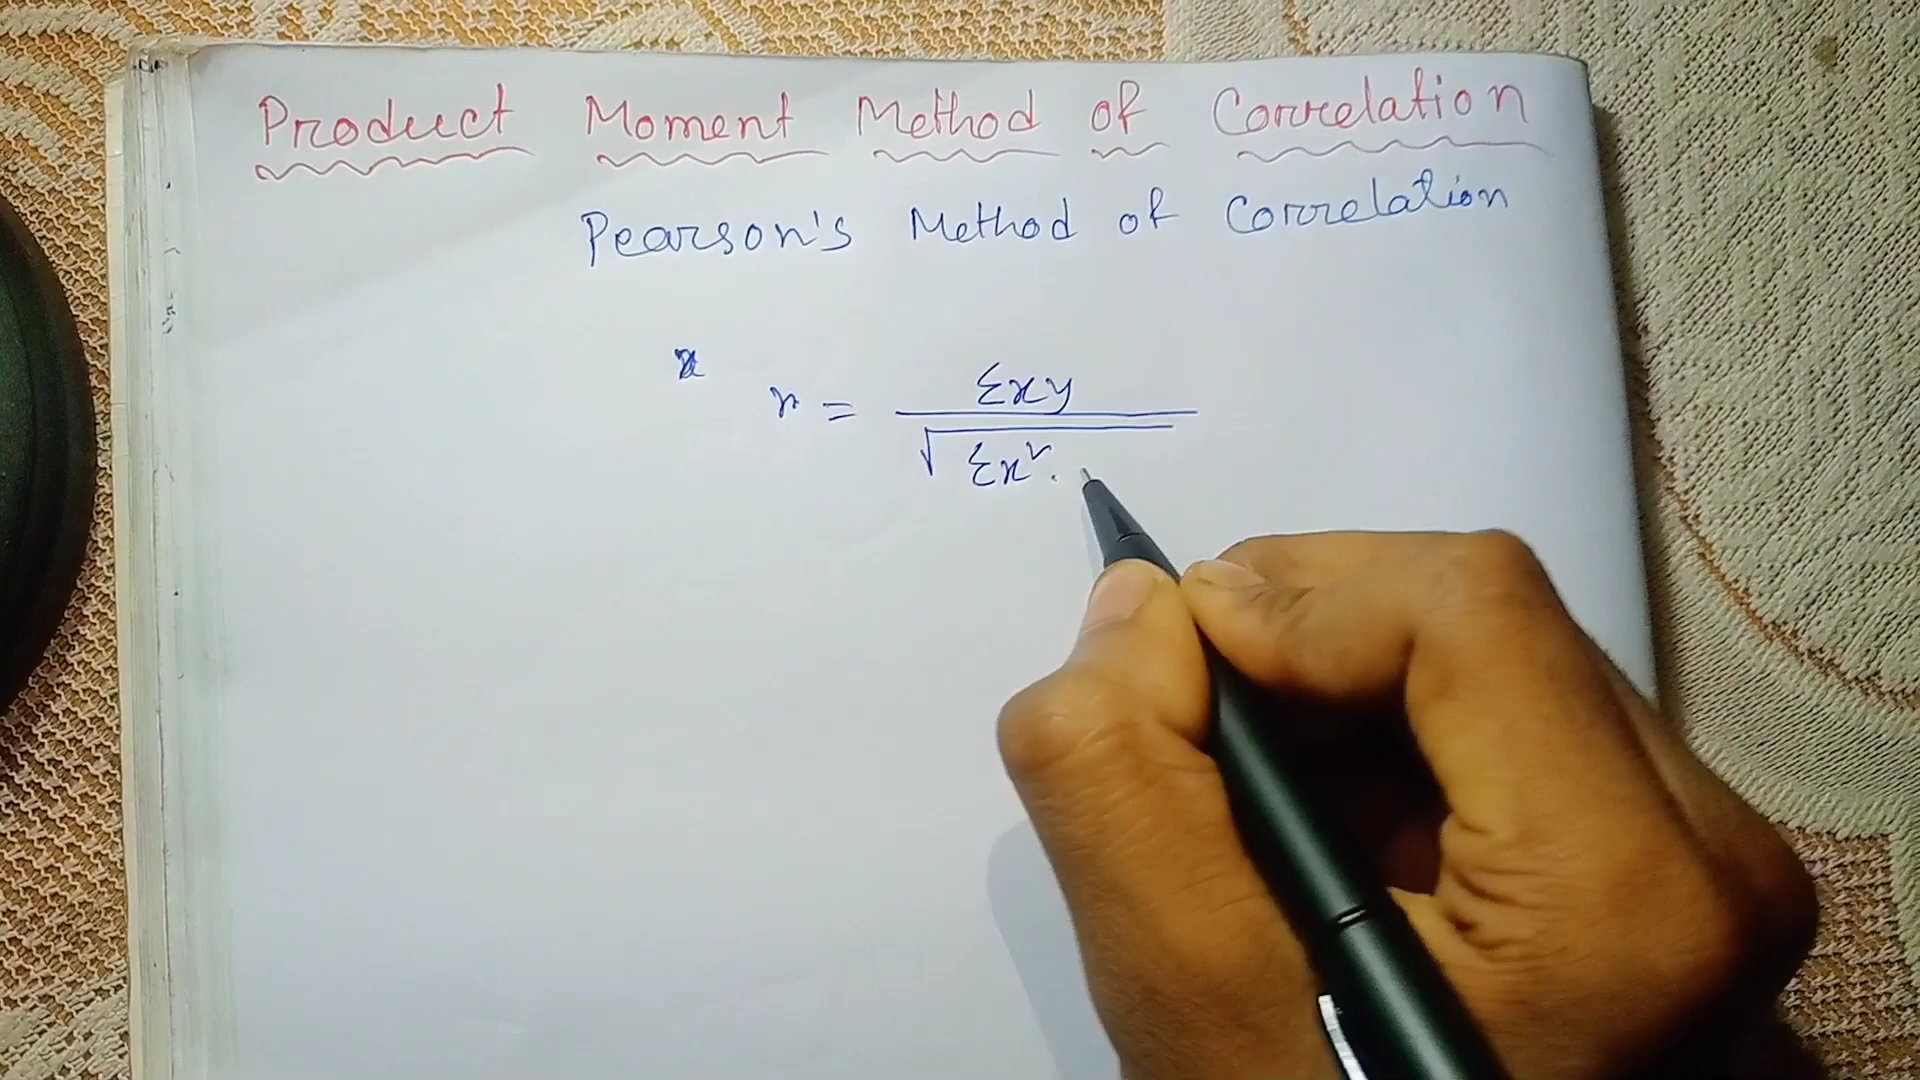 Product Moment Method of Correlation
Pearson's Method of Correlation
r = Σxy
√Σx².